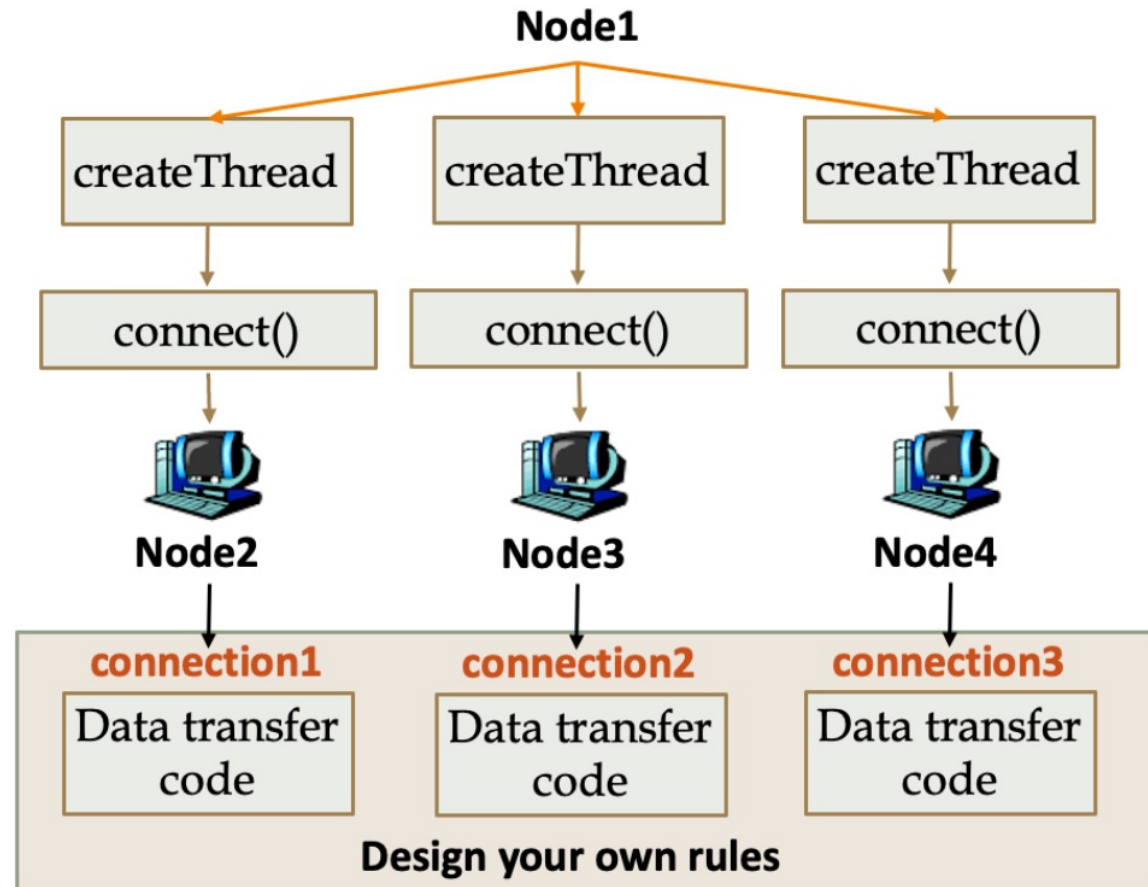 Node1
createThread
createThread
createThread
connect()
connect()
connect()
Node2
Node3
Node4
connection1
connection2
connection3
Data transfer
code
Data transfer
code
Data transfer
code
Design your own rules